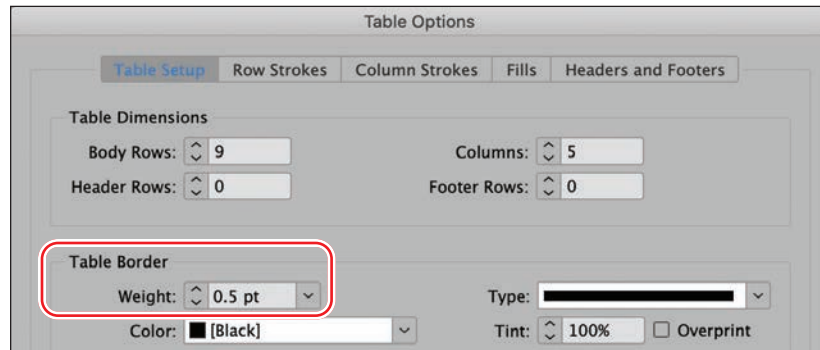 Table Options
Table Setup Row Strokes Column Strokes Fills Headers and Footers
Table Dimensions
Body Rows: 9 Columns: 5
Header Rows: 0 Footer Rows: 0
Table Border
Weight: 0.5 pt Type:
Color: [Black] Tint: 100% Overprint